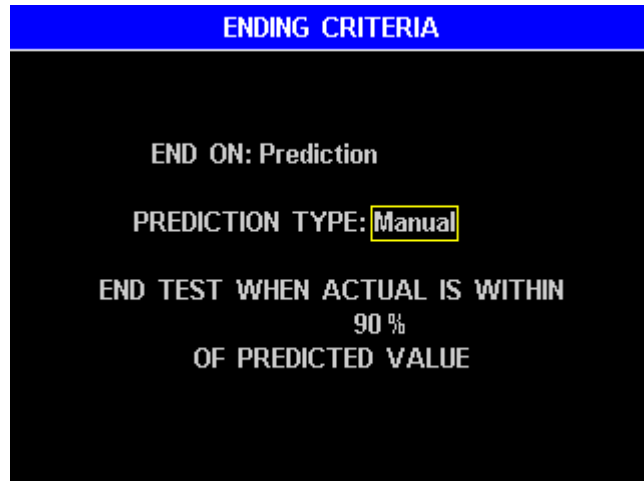 ENDING CRITERIA
END ON: Prediction
PREDICTION TYPE: Manual
END TEST WHEN ACTUAL IS WITHIN
90 %
OF PREDICTED VALUE